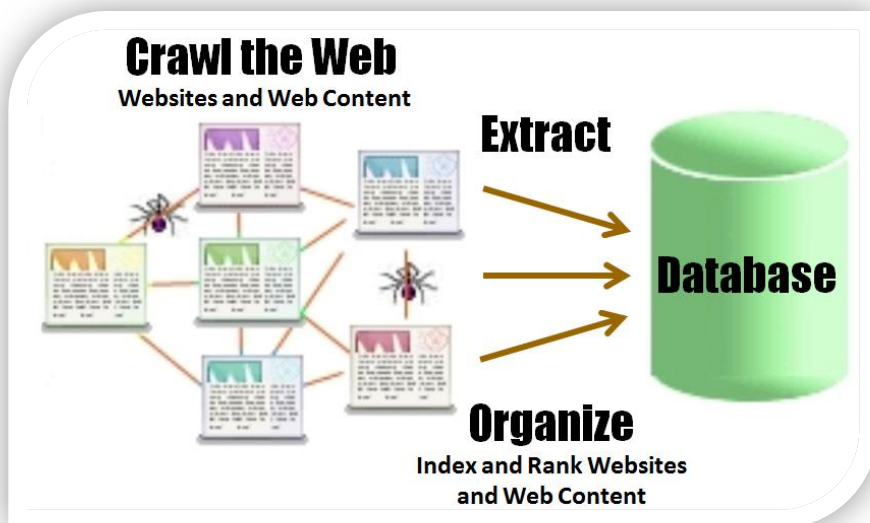 Crawl the Web
Websites and Web Content
Extract
Database
Organize
Index and Rank Websites
and Web Content